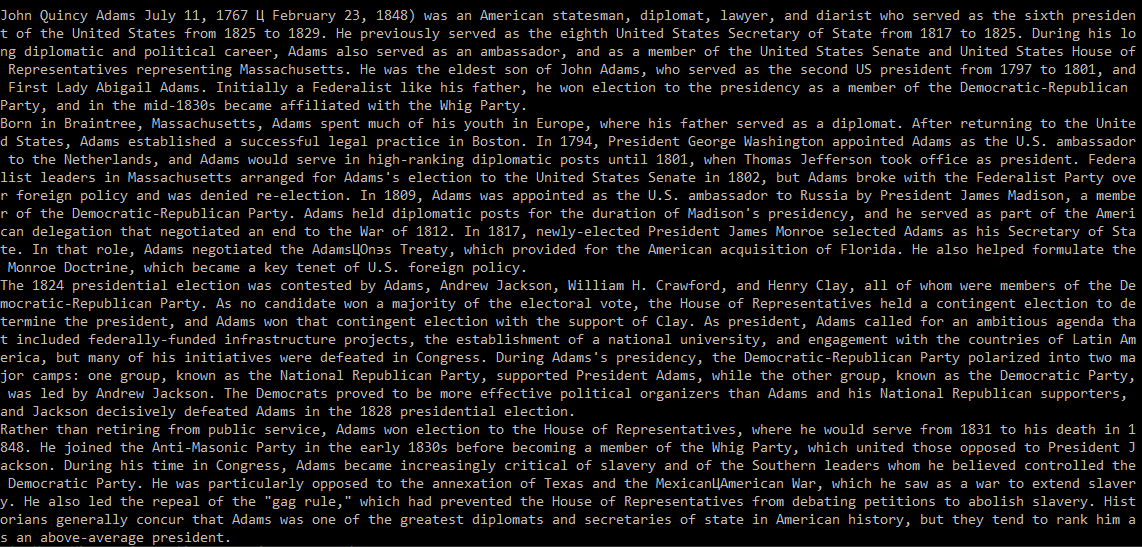 John Quincy Adams July 11, 1767 Ц February 23, 1848) was an American statesman, diplomat, lawyer, and diarist who served as the sixth presiden
t of the United States from 1825 to 1829. He previously served as the eighth United States Secretary of State from 1817 to 1825. During his lo
ng diplomatic and political career, Adams also served as an ambassador, and as a member of the United States Senate and United States House of
 Representatives representing Massachusetts. He was the eldest son of John Adams, who served as the second US president from 1797 to 1801, and
 First Lady Abigail Adams. Initially a Federalist like his father, he won election to the presidency as a member of the Democratic-Republican
Party, and in the mid-1830s became affiliated with the Whig Party.
Born in Braintree, Massachusetts, Adams spent much of his youth in Europe, where his father served as a diplomat. After returning to the Unite
d States, Adams established a successful legal practice in Boston. In 1794, President George Washington appointed Adams as the U.S. ambassador
 to the Netherlands, and Adams would serve in high-ranking diplomatic posts until 1801, when Thomas Jefferson took office as president. Federa
list leaders in Massachusetts arranged for Adams's election to the United States Senate in 1802, but Adams broke with the Federalist Party ove
r foreign policy and was denied re-election. In 1809, Adams was appointed as the U.S. ambassador to Russia by President James Madison, a membe
r of the Democratic-Republican Party. Adams held diplomatic posts for the duration of Madison's presidency, and he served as part of the Ameri
can delegation that negotiated an end to the War of 1812. In 1817, newly-elected President James Monroe selected Adams as his Secretary of Sta
te. In that role, Adams negotiated the AdamsЦOnнs Treaty, which provided for the American acquisition of Florida. He also helped formulate the
 Monroe Doctrine, which became a key tenet of U.S. foreign policy.
The 1824 presidential election was contested by Adams, Andrew Jackson, William H. Crawford, and Henry Clay, all of whom were members of the De
mocratic-Republican Party. As no candidate won a majority of the electoral vote, the House of Representatives held a contingent election to de
termine the president, and Adams won that contingent election with the support of Clay. As president, Adams called for an ambitious agenda tha
t included federally-funded infrastructure projects, the establishment of a national university, and engagement with the countries of Latin Am
erica, but many of his initiatives were defeated in Congress. During Adams's presidency, the Democratic-Republican Party polarized into two ma
jor camps: one group, known as the National Republican Party, supported President Adams, while the other group, known as the Democratic Party,
 was led by Andrew Jackson. The Democrats proved to be more effective political organizers than Adams and his National Republican supporters,
and Jackson decisively defeated Adams in the 1828 presidential election.
Rather than retiring from public service, Adams won election to the House of Representatives, where he would serve from 1831 to his death in 1
848. He joined the Anti-Masonic Party in the early 1830s before becoming a member of the Whig Party, which united those opposed to President J
ackson. During his time in Congress, Adams became increasingly critical of slavery and of the Southern leaders whom he believed controlled the
 Democratic Party. He was particularly opposed to the annexation of Texas and the MexicanЦAmerican War, which he saw as a war to extend slaver
y. He also led the repeal of the "gag rule," which had prevented the House of Representatives from debating petitions to abolish slavery. Hist
orians generally concur that Adams was one of the greatest diplomats and secretaries of state in American history, but they tend to rank him a
s an above-average president.